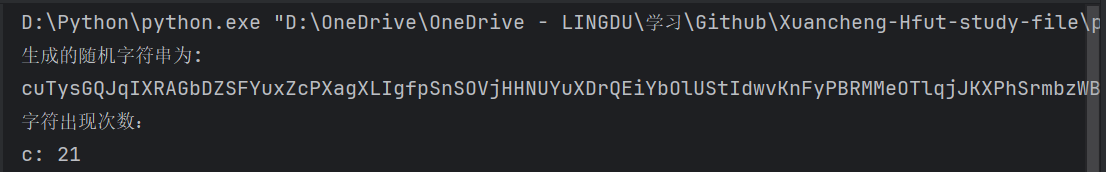 D:\Python\python.exe "D:\OneDrive\OneDrive - LINGDU\学习\Github\Xuancheng-Hfut-study-file\p
生成的随机字符串为:
cuTysGQJqIXRAGbDZSFYuxZcPXagXLIgfpSnSOVjHHNUYuXDrQEiYbOlUStIdwvKnFyPBRMMeOTlqjJKXPhSrmbzWB
字符出现次数：
c: 21